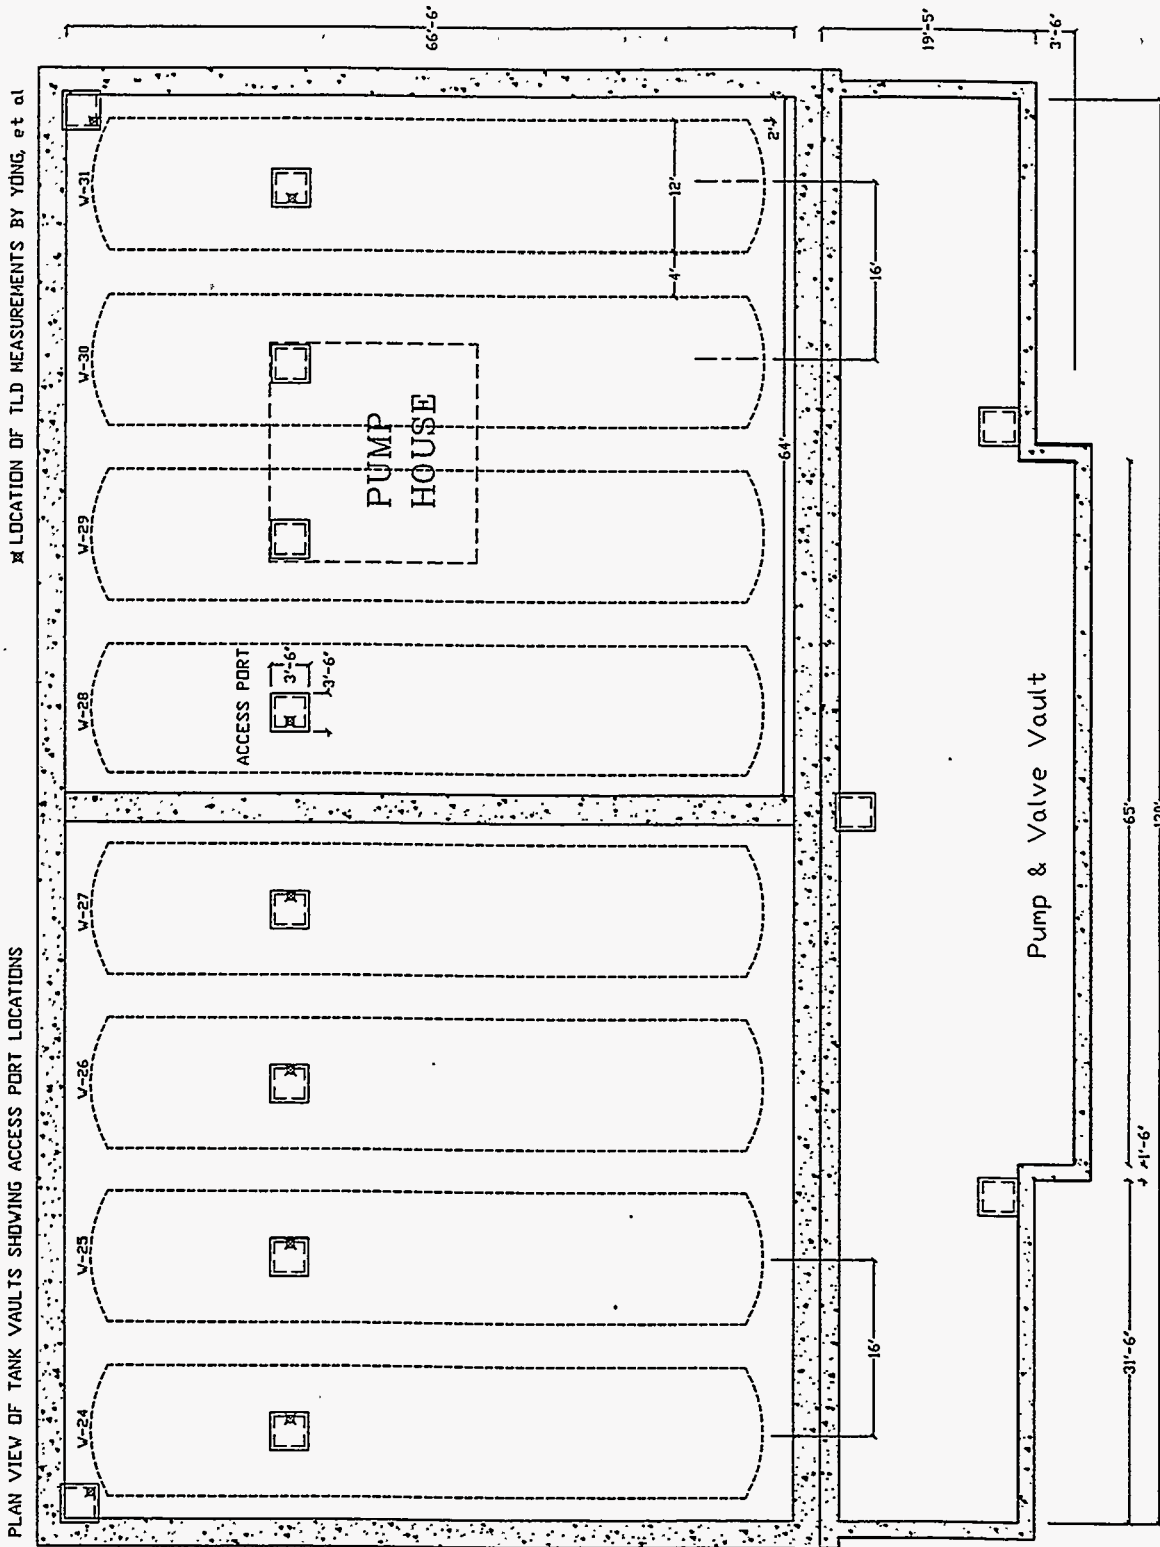 PLAN VIEW OF TANK VAULTS SHOWING ACCESS PORT LOCATIONS
¤ LOCATION OF TLD MEASUREMENTS BY YONG, et al
W-24
W-25
W-26
W-27
W-28
W-29
W-30
W-31
ACCESS PORT
3'-6"
3'-6"
PUMP
HOUSE
66'-6"
12'
4'
2'
64'
16'
16'
19'-5"
3'-6"
Pump & Valve Vault
31'-6"
1'-6"
65'